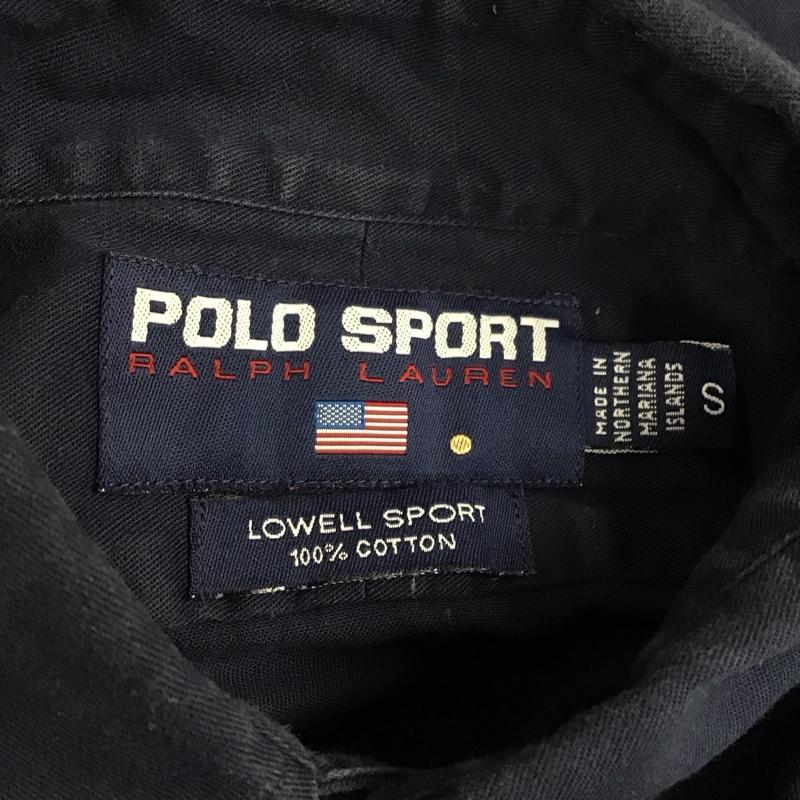 POLO SPORT
RALPH LAUREN
MADE IN
NORTHERN
MARIANA
ISLANDS
S
LOWELL SPORT
100% COTTON